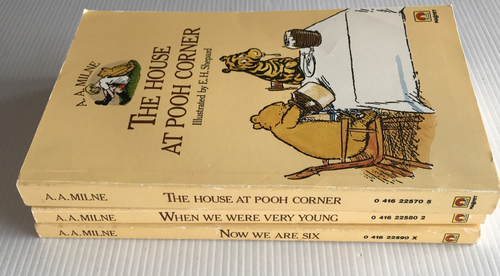 A. A. MILNE
THE HOUSE
AT POOH CORNER
Illustrated by E.H. Shepard
magnet
A. A. MILNE THE HOUSE AT POOH CORNER 0 416 22570 5
A. A. MILNE WHEN WE WERE VERY YOUNG 0 416 22580 2
A. A. MILNE NOW WE ARE SIX 0 416 22590 X